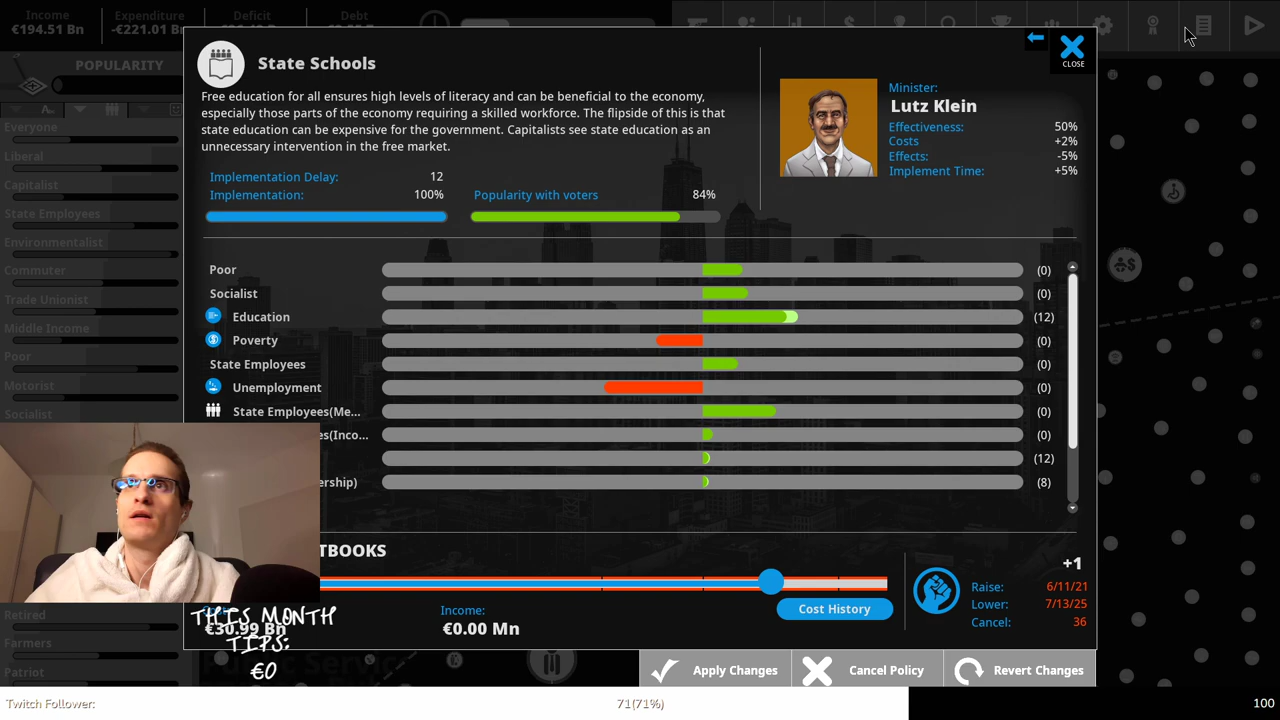 Income
Expenditure
Deficit
Debt
€194.51 Bn
-€221.01 Bn
POPULARITY
Everyone
Liberal
Capitalist
State Employees
Environmentalist
Commuter
Trade Unionist
Middle Income
Poor
Motorist
Socialist
Retired
Farmers
Patriot
State Schools
Free education for all ensures high levels of literacy and can be beneficial to the economy,
especially those parts of the economy requiring a skilled workforce. The flipside of this is that
state education can be expensive for the government. Capitalists see state education as an
unnecessary intervention in the free market.
Implementation Delay: 12
Implementation: 100%
Popularity with voters 84%
Minister:
Lutz Klein
Effectiveness: 50%
Costs +2%
Effects: -5%
Implement Time: +5%
CLOSE
Poor (0)
Socialist (0)
Education (12)
Poverty (0)
State Employees (0)
Unemployment (0)
State Employees(Me... (0)
es(Inco... (0)
(12)
ership) (8)
TBOOKS
€30.99 Bn
Income:
€0.00 Mn
Cost History
+1
Raise: 6/11/21
Lower: 7/13/25
Cancel: 36
THIS MONTH
TIPS:
€0
Apply Changes
Cancel Policy
Revert Changes
Twitch Follower:
71(71%)
100